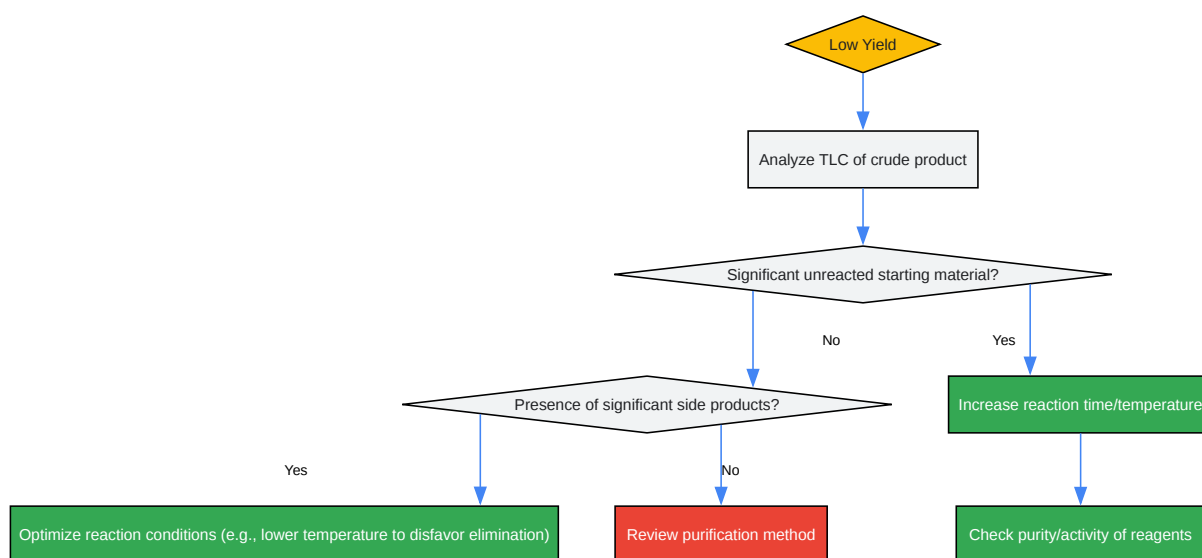 Low Yield
Analyze TLC of crude product
Significant unreacted starting material?
No
Yes
Presence of significant side products?
Increase reaction time/temperature
Yes
No
Optimize reaction conditions (e.g., lower temperature to disfavor elimination)
Review purification method
Check purity/activity of reagents